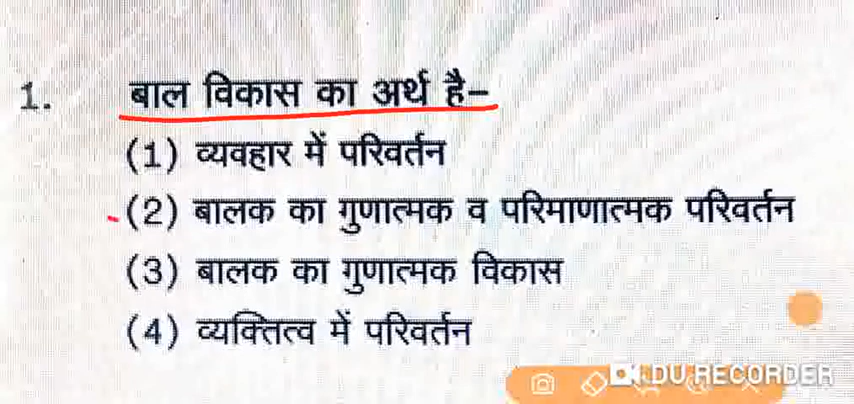 1. बाल विकास का अर्थ है–
(1) व्यवहार में परिवर्तन
(2) बालक का गुणात्मक व परिमाणात्मक परिवर्तन
(3) बालक का गुणात्मक विकास
(4) व्यक्तित्व में परिवर्तन
DU RECORDER